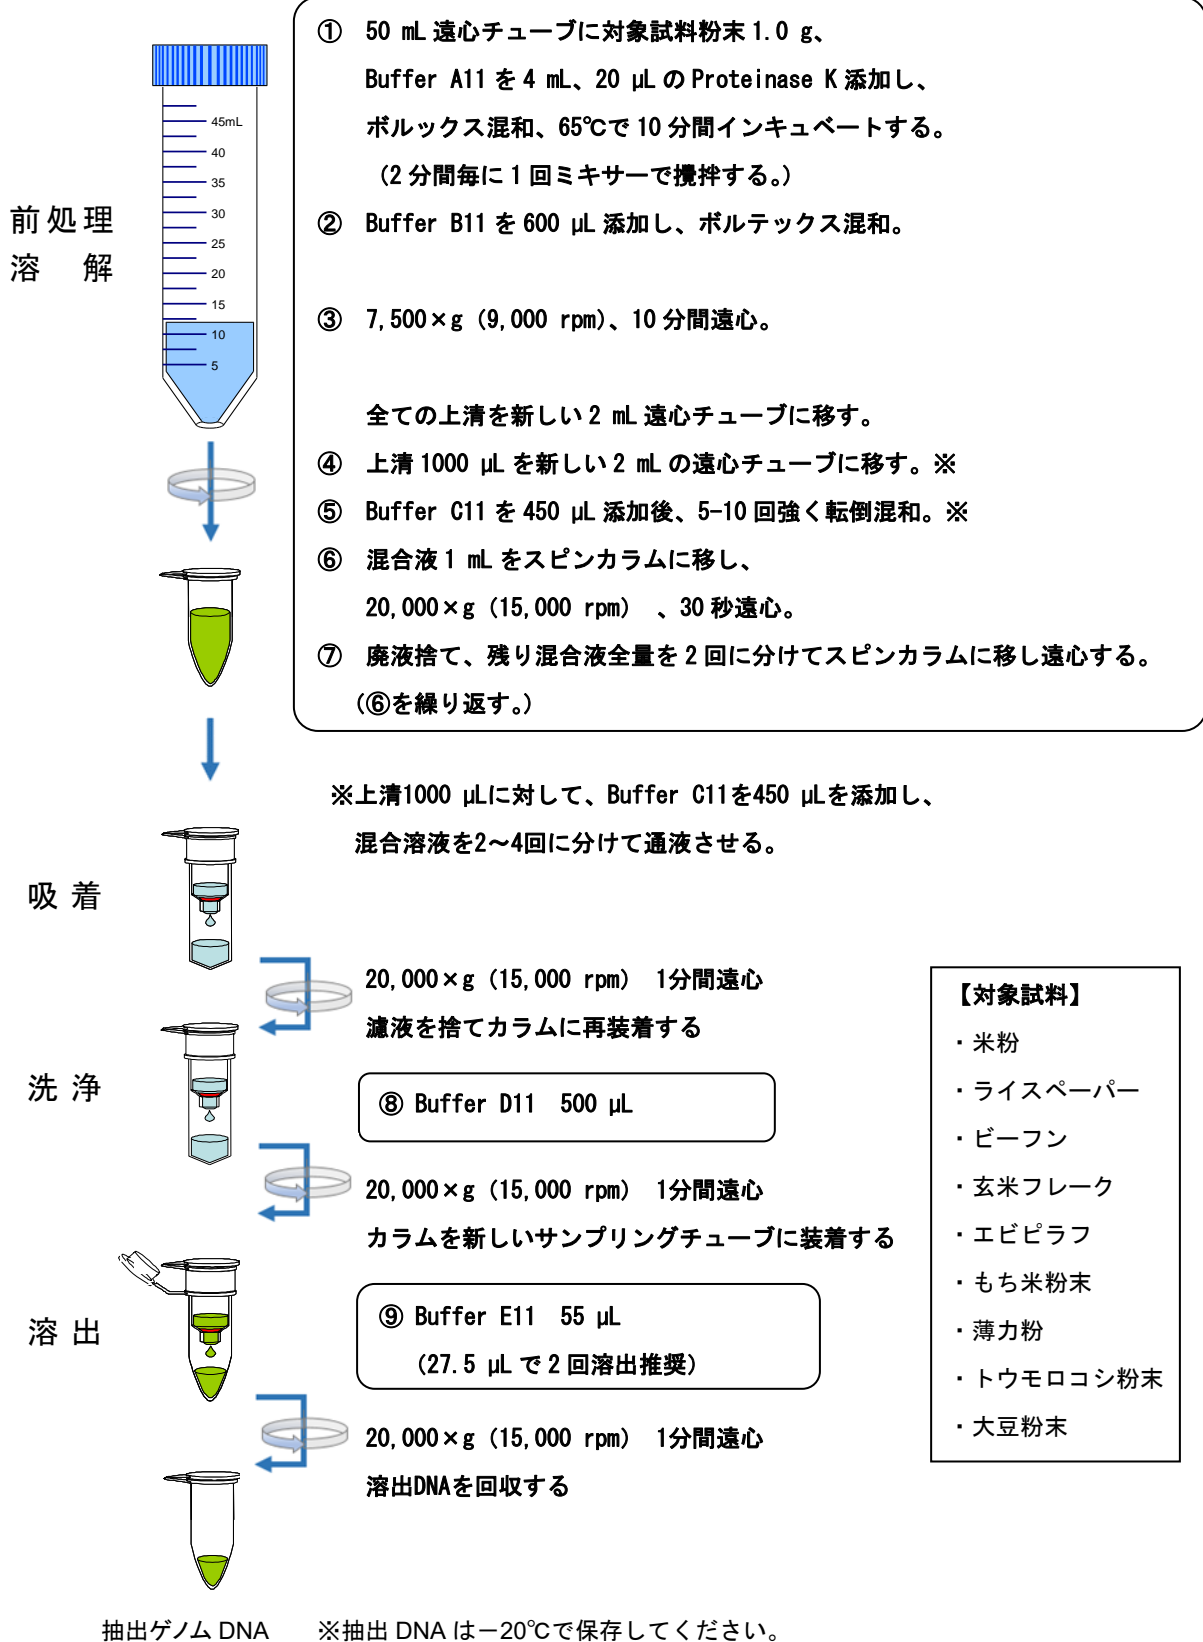 ① 50 mL 遠心チューブに対象試料粉末 1.0 g、
Buffer A11 を 4 mL、20 µL の Proteinase K 添加し、
ボルックス混和、65℃で 10 分間インキュベートする。
(2 分間毎に 1 回ミキサーで攪拌する。)
② Buffer B11 を 600 µL 添加し、ボルテックス混和。
③ 7,500×g (9,000 rpm)、10 分間遠心。
全ての上清を新しい 2 mL 遠心チューブに移す。
④ 上清 1000 µL を新しい 2 mL の遠心チューブに移す。※
⑤ Buffer C11 を 450 µL 添加後、5-10 回強く転倒混和。※
⑥ 混合液 1 mL をスピンカラムに移し、
20,000×g (15,000 rpm) 、30 秒遠心。
⑦ 廃液捨て、残り混合液全量を 2 回に分けてスピンカラムに移し遠心する。
(⑥を繰り返す。)
45mL
40
35
30
25
20
15
10
5
前処理
溶 解
※上清1000 µLに対して、Buffer C11を450 µLを添加し、
混合溶液を2～4回に分けて通液させる。
吸 着
20,000×g (15,000 rpm) 1分間遠心
濾液を捨てカラムに再装着する
洗 浄
⑧ Buffer D11 500 µL
20,000×g (15,000 rpm) 1分間遠心
カラムを新しいサンプリングチューブに装着する
溶 出
⑨ Buffer E11 55 µL
(27.5 µL で 2 回溶出推奨)
20,000×g (15,000 rpm) 1分間遠心
溶出DNAを回収する
【対象試料】
・米粉
・ライスペーパー
・ビーフン
・玄米フレーク
・エビピラフ
・もち米粉末
・薄力粉
・トウモロコシ粉末
・大豆粉末
抽出ゲノム DNA ※抽出 DNA は－20℃で保存してください。